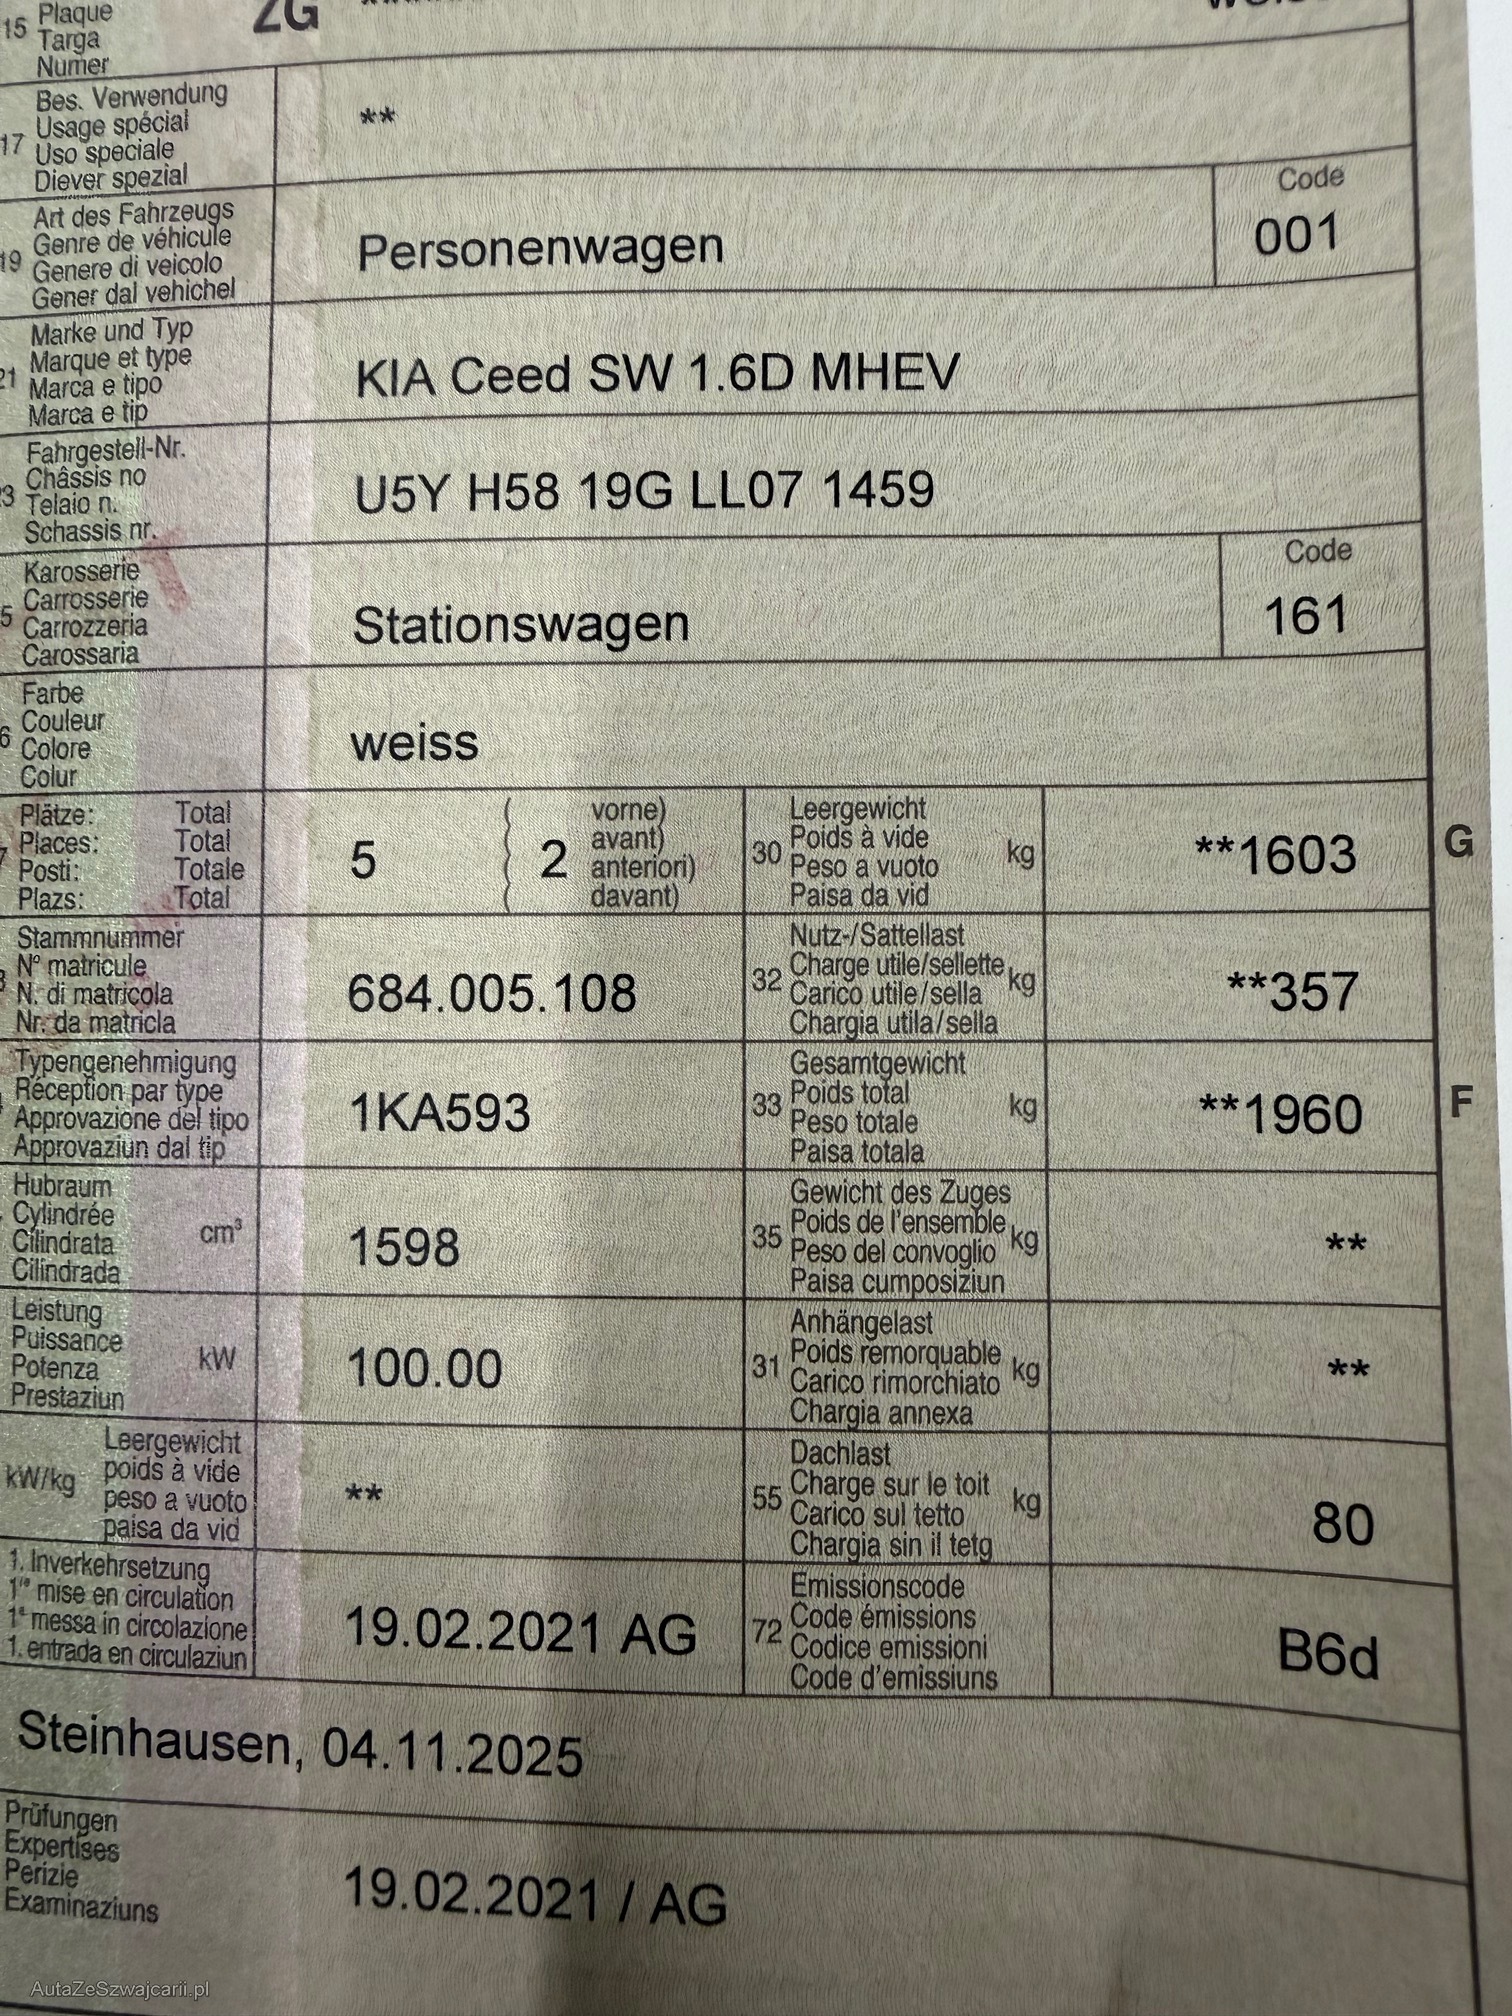 15 Plaque ZG
Targa
Numer
Bes. Verwendung
17 Usage spécial **
Uso speciale
Diever spezial
Art des Fahrzeugs Code
19 Genre de véhicule Personenwagen 001
Genere di veicolo
Gener dal vehichel
Marke und Typ
21 Marque et type KIA Ceed SW 1.6D MHEV
Marca e tipo
Marca e tip
Fahrgestell-Nr.
Châssis no U5Y H58 19G LL07 1459
Telaio n.
Schassis nr.
Karosserie Code
Carrosserie Stationswagen 161
Carrozzeria
Carossaria
Farbe
Couleur weiss
Colore
Colur
Plätze: Total 5 ( 2 vorne)
Places: Total avant)
Posti: Totale anteriori)
Plazs: Total davant)
30 Leergewicht kg **1603 G
Poids à vide
Peso a vuoto
Paisa da vid
Stammnummer 684.005.108
Nº matricule
N. di matricola
Nr. da matricla
32 Nutz-/Sattellast kg **357
Charge utile/sellette
Carico utile/sella
Chargia utila/sella
Typengenehmigung 1KA593
Réception par type
Approvazione del tipo
Approvaziun dal tip
33 Gesamtgewicht kg **1960 F
Poids total
Peso totale
Paisa totala
Hubraum cm³ 1598
Cylindrée
Cilindrata
Cilindrada
35 Gewicht des Zuges kg **
Poids de l'ensemble
Peso del convoglio
Paisa cumposiziun
Leistung kW 100.00
Puissance
Potenza
Prestaziun
31 Anhängelast kg **
Poids remorquable
Carico rimorchiato
Chargia annexa
kW/kg Leergewicht **
poids à vide
peso a vuoto
paisa da vid
55 Dachlast kg 80
Charge sur le toit
Carico sul tetto
Chargia sin il tetg
1. Inverkehrsetzung 19.02.2021 AG
1re mise en circulation
1a messa in circolazione
1. entrada en circulaziun
72 Emissionscode B6d
Code émissions
Codice emissioni
Code d'emissiuns
Steinhausen, 04.11.2025
Prüfungen
Expertises 19.02.2021 / AG
Perizie
Examinaziuns
AutaZeSzwajcarii.pl